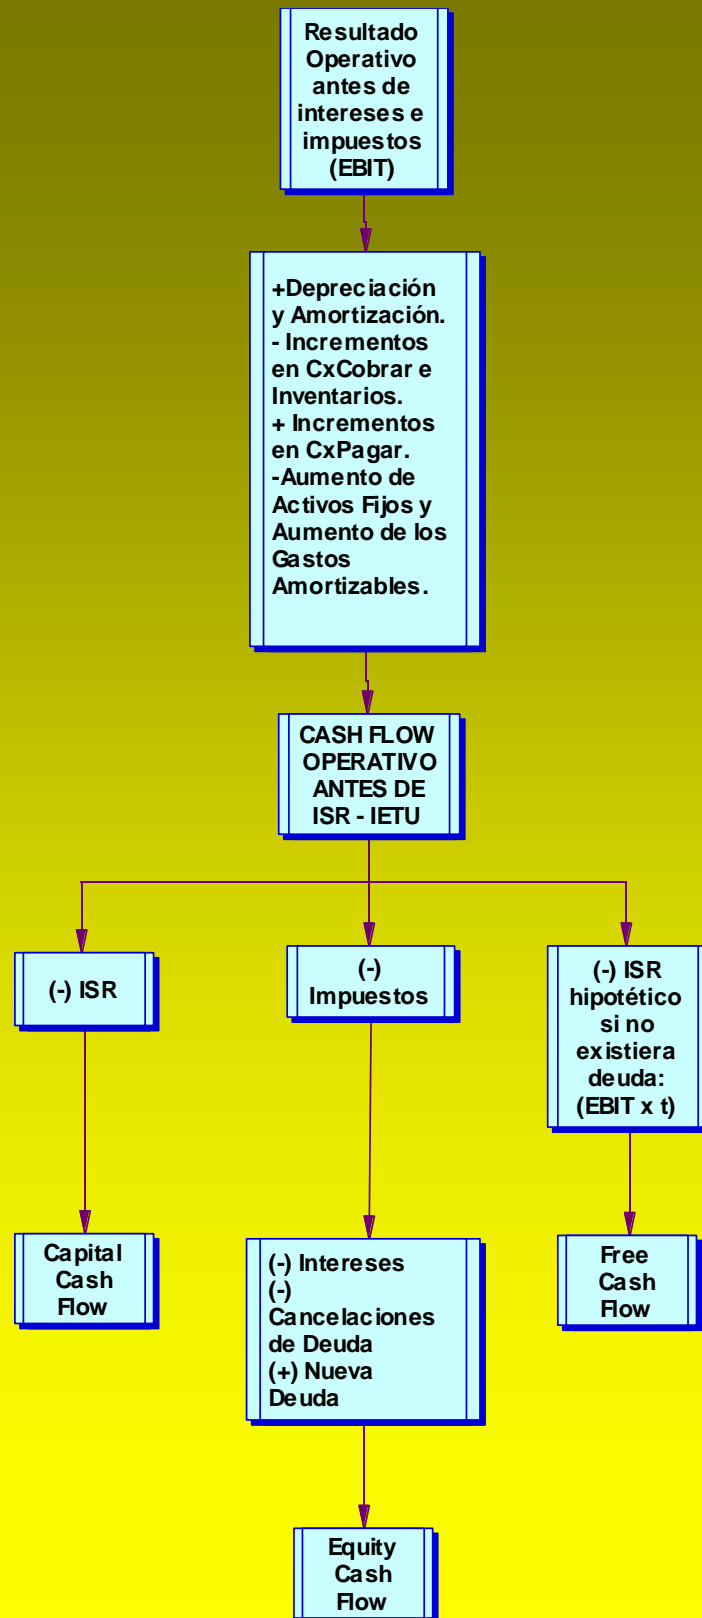 Resultado
Operativo
antes de
intereses e
impuestos
(EBIT)
+Depreciación
y Amortización.
- Incrementos
en CxCobrar e
Inventarios.
+ Incrementos
en CxPagar.
-Aumento de
Activos Fijos y
Aumento de los
Gastos
Amortizables.
CASH FLOW
OPERATIVO
ANTES DE
ISR - IETU
(-) ISR
(-)
Impuestos
(-) ISR
hipotético
si no
existiera
deuda:
(EBIT x t)
Capital
Cash
Flow
(-) Intereses
(-)
Cancelaciones
de Deuda
(+) Nueva
Deuda
Free
Cash
Flow
Equity
Cash
Flow